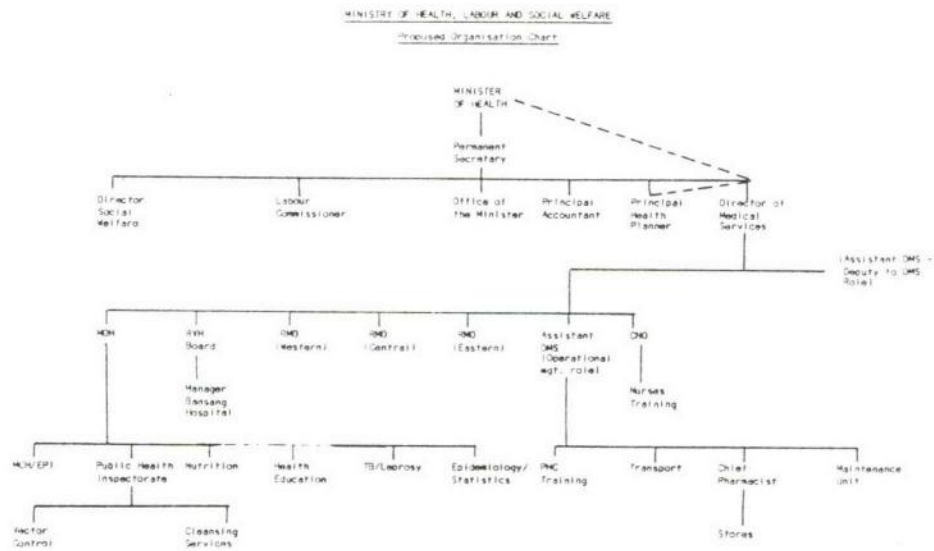 MINISTRY OF HEALTH, LABOUR AND SOCIAL WELFARE
Proposed Organisation Chart
MINISTER
OF HEALTH
Permanent
Secretary
Director
Social
Welfare
Labour
Commissioner
Office of
the Minister
Principal
Accountant
Principal
Health
Planner
Director of
Medical
Services
(Assistant DMS -
Deputy to DMS
Role)
MOH
RVH
Board
RMO
(Western)
RMO
(Central)
RMO
(Eastern)
Assistant
DMS
(Operational
mgt. role)
CNO
Manager
Bansang
Hospital
Nurses
Training
MCH/EPI
Public Health
Inspectorate
Nutrition
Health
Education
TB/Leprosy
Epidemiology/
Statistics
PHC
Training
Transport
Chief
Pharmacist
Maintenance
Unit
Vector
Control
Cleansing
Services
Stores